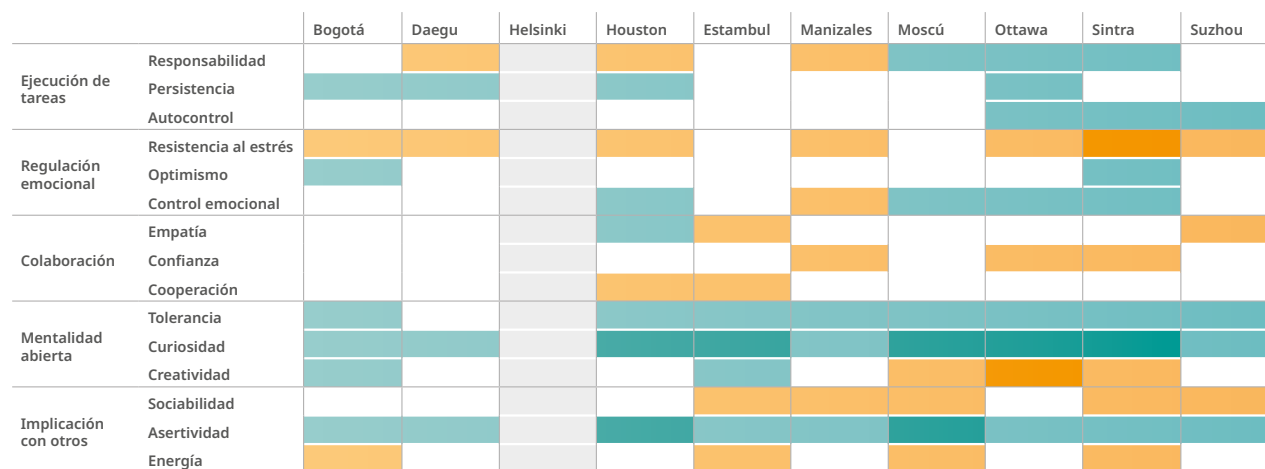 Bogotá Daegu Helsinki Houston Estambul Manizales Moscú Ottawa Sintra Suzhou
Ejecución de
tareas
Responsabilidad
Persistencia
Autocontrol
Regulación
emocional
Resistencia al estrés
Optimismo
Control emocional
Colaboración
Empatía
Confianza
Cooperación
Mentalidad
abierta
Tolerancia
Curiosidad
Creatividad
Implicación
con otros
Sociabilidad
Asertividad
Energía